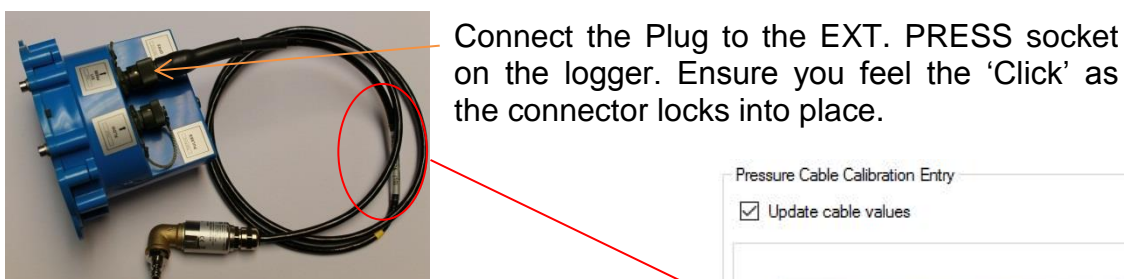 Connect the Plug to the EXT. PRESS socket
on the logger. Ensure you feel the ‘Click’ as
the connector locks into place.
Pressure Cable Calibration Entry
Update cable values